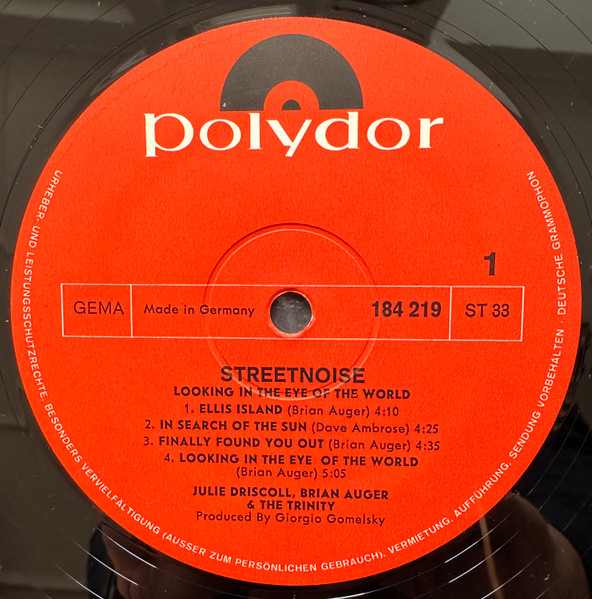 polydor
1
GEMA
Made in Germany
184 219
ST 33
STREETNOISE
LOOKING IN THE EYE OF THE WORLD
1. ELLIS ISLAND (Brian Auger) 4:10
2. IN SEARCH OF THE SUN (Dave Ambrose) 4:25
3. FINALLY FOUND YOU OUT (Brian Auger) 4:35
4. LOOKING IN THE EYE OF THE WORLD
(Brian Auger) 5:05
JULIE DRISCOLL, BRIAN AUGER
& THE TRINITY
Produced By Giorgio Gomelsky
URHEBER- UND LEISTUNGSSCHUTZRECHTE, BESONDERS VERVIELFÄLTIGUNG (AUSSER ZUM PERSÖNLICHEN GEBRAUCH), VERMIETUNG, AUFFÜHRUNG, SENDUNG VORBEHALTEN DEUTSCHE GRAMMOPHON